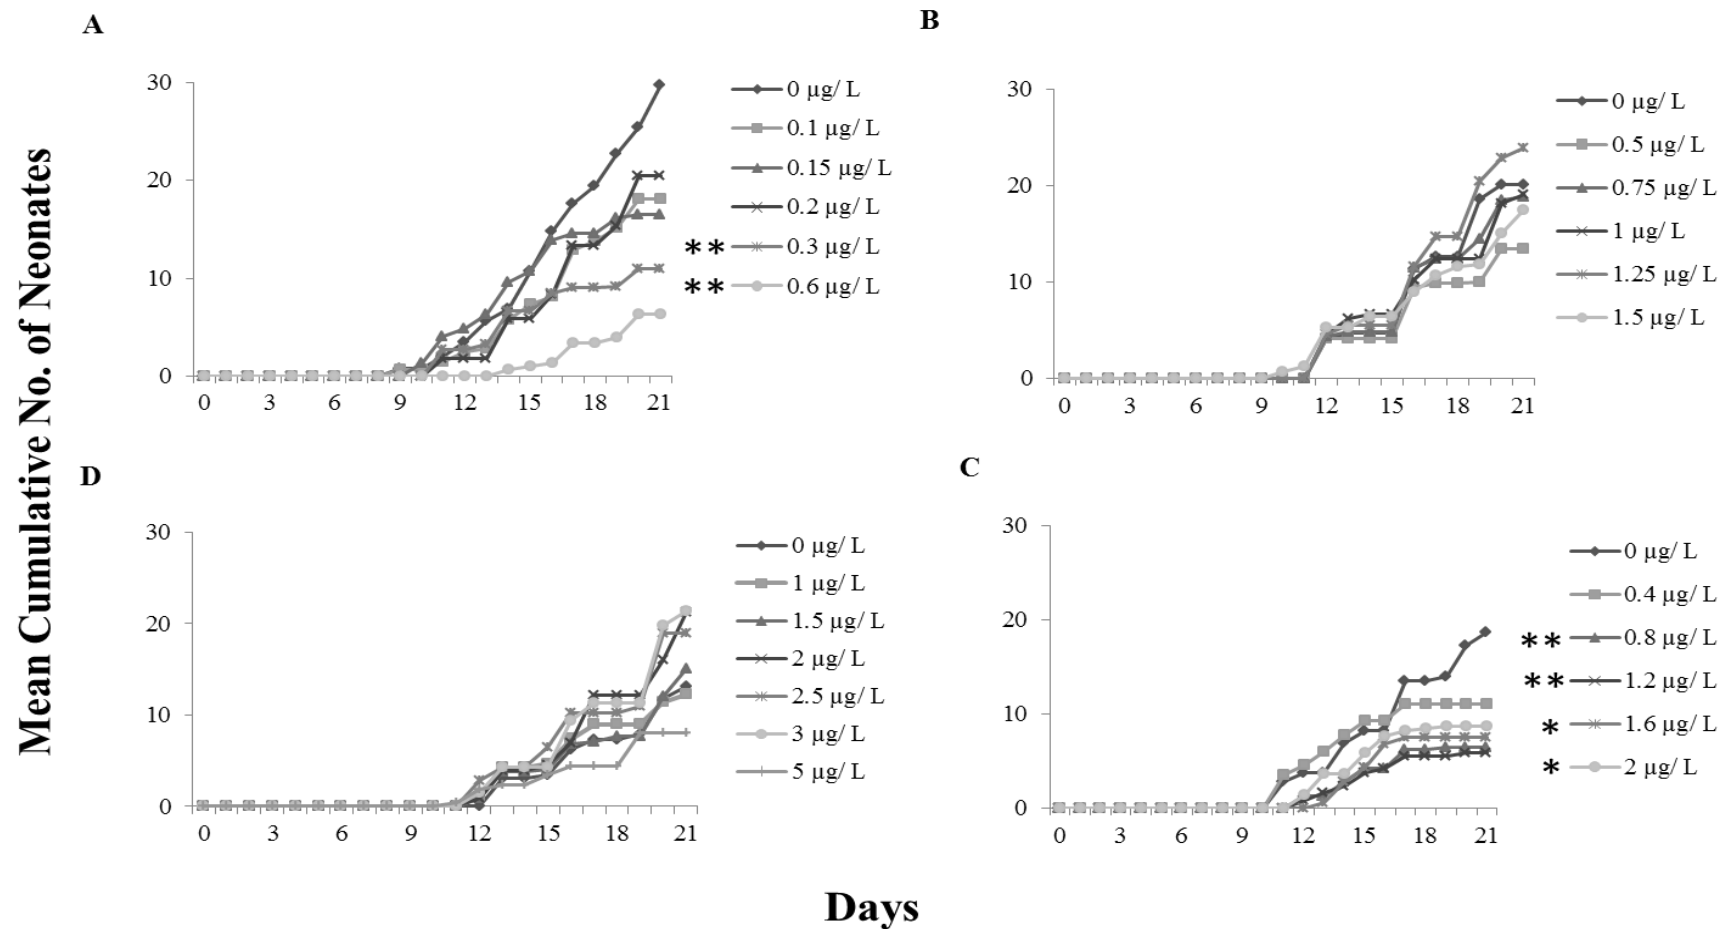 A
30
20
10
0
0 3 6 9 12 15 18 21
0 µg/ L
0.1 µg/ L
0.15 µg/ L
0.2 µg/ L
** 0.3 µg/ L
** 0.6 µg/ L
B
30
20
10
0
0 3 6 9 12 15 18 21
0 µg/ L
0.5 µg/ L
0.75 µg/ L
1 µg/ L
1.25 µg/ L
1.5 µg/ L
Mean Cumulative No. of Neonates
D
30
20
10
0
0 3 6 9 12 15 18 21
0 µg/ L
1 µg/ L
1.5 µg/ L
2 µg/ L
2.5 µg/ L
3 µg/ L
5 µg/ L
C
30
20
10
0
0 3 6 9 12 15 18 21
0 µg/ L
0.4 µg/ L
** 0.8 µg/ L
** 1.2 µg/ L
* 1.6 µg/ L
* 2 µg/ L
Days